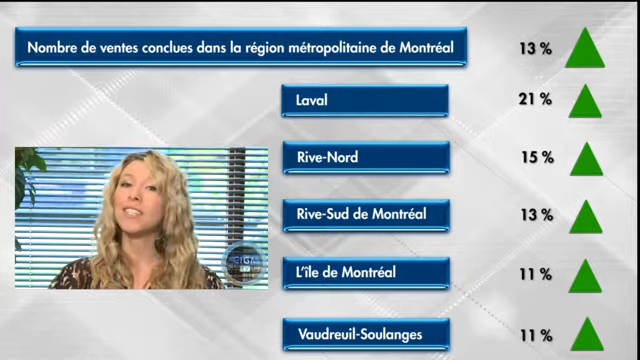 Nombre de ventes conclues dans la région métropolitaine de Montréal 13 %
Laval 21 %
Rive-Nord 15 %
Rive-Sud de Montréal 13 %
L'île de Montréal 11 %
Vaudreuil-Soulanges 11 %
TV